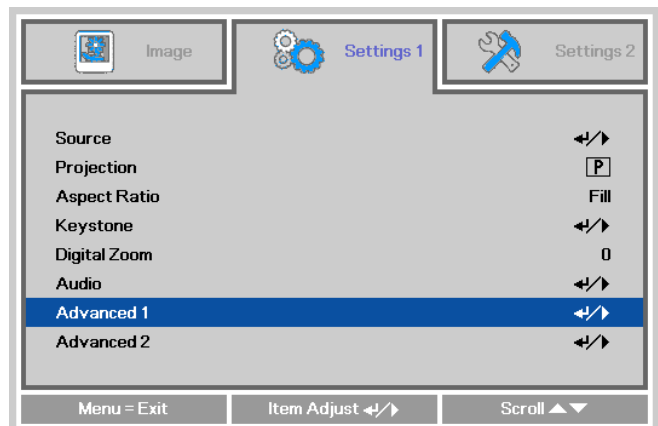 Image Settings 1 Settings 2
Source ↵/▶
Projection P
Aspect Ratio Fill
Keystone ↵/▶
Digital Zoom 0
Audio ↵/▶
Advanced 1 ↵/▶
Advanced 2 ↵/▶
Menu = Exit Item Adjust ↵/▶ Scroll ▲▼